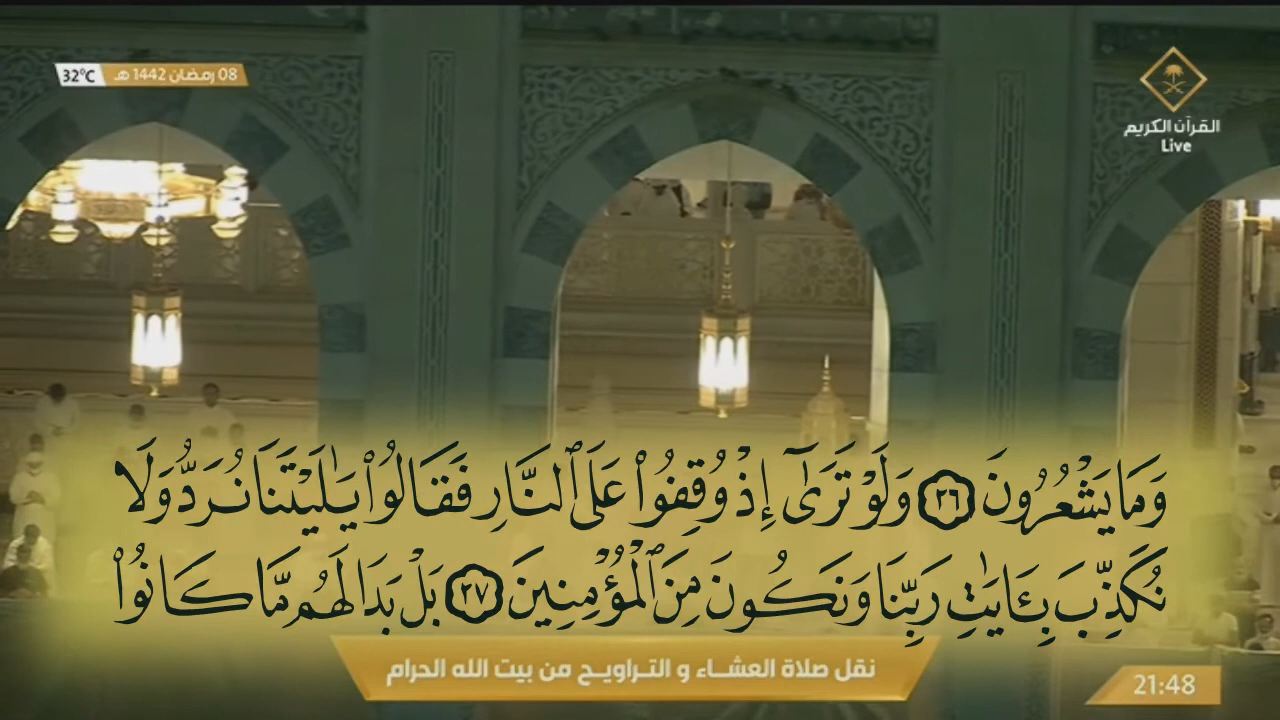 32°C
08 رمضان 1442 هـ
القرآن الكريم
Live
وَمَا يَشْعُرُونَ ٢٦ وَلَوْ تَرَىٰٓ إِذْ وُقِفُوا۟ عَلَى ٱلنَّارِ فَقَالُوا۟ يَٰلَيْتَنَا نُرَدُّ وَلَا
نُكَذِّبَ بِـَٔايَٰتِ رَبِّنَا وَنَكُونَ مِنَ ٱلْمُؤْمِنِينَ ٢٧ بَلْ بَدَا لَهُم مَّا كَانُوا۟
نقل صلاة العشاء و التراويح من بيت الله الحرام
21:48